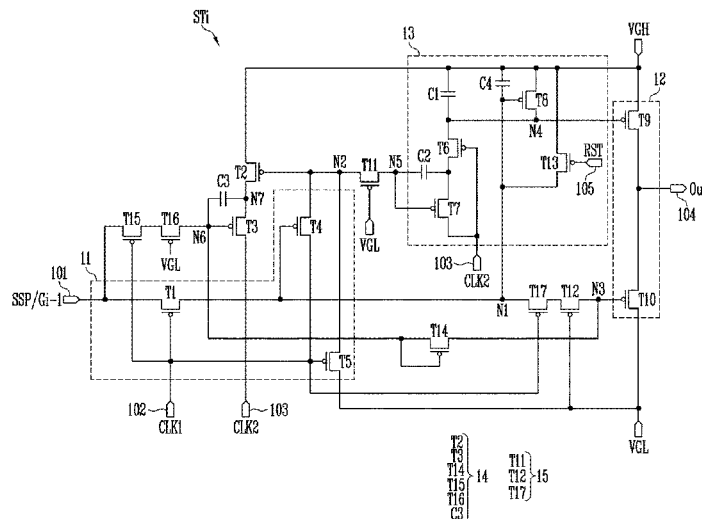 STi
13
VGH
12
C1
C4
T8
N4
T9
T6
T13
RST
105
C2
T7
T2
N2
T11
N5
C3
N7
T15
T16
N6
T3
T4
VGL
VGL
103
CLK2
Ou
104
11
101
SSP/Gi-1
T1
N1
T17
T12
N3
T10
T14
T5
102
CLK1
103
CLK2
VGL
T2
T3
T14
T15
T16
C3
14
T11
T12
T17
15